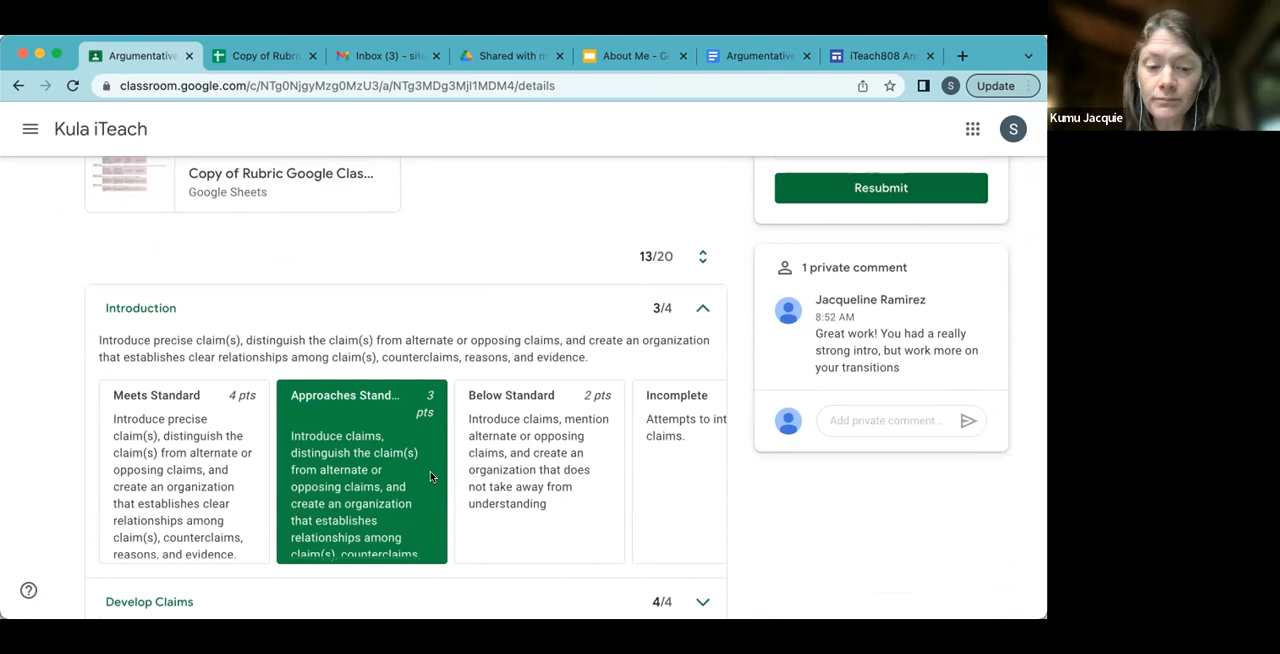 Argumentative
Copy of Rubri
Inbox (3) - sit
Shared with m
About Me - G
Argumentative
iTeach808 An
classroom.google.com/c/NTg0NjgyMzg0MzU3/a/NTg3MDg3MjI1MDM4/details
S
Update
Kumu Jacquie
Kula iTeach
S
Copy of Rubric Google Clas...
Google Sheets
Resubmit
13/20
1 private comment
Introduction
3/4
Jacqueline Ramirez
8:52 AM
Great work! You had a really
strong intro, but work more on
your transitions
Introduce precise claim(s), distinguish the claim(s) from alternate or opposing claims, and create an organization
that establishes clear relationships among claim(s), counterclaims, reasons, and evidence.
Meets Standard
4 pts
Introduce precise
claim(s), distinguish the
claim(s) from alternate or
opposing claims, and
create an organization
that establishes clear
relationships among
claim(s), counterclaims,
reasons, and evidence.
Approaches Stand...
3
pts
Introduce claims,
distinguish the claim(s)
from alternate or
opposing claims, and
create an organization
that establishes
relationships among
claim(s), counterclaims,
Below Standard
2 pts
Introduce claims, mention
alternate or opposing
claims, and create an
organization that does
not take away from
understanding
Incomplete
Attempts to int
claims.
Add private comment...
Develop Claims
4/4